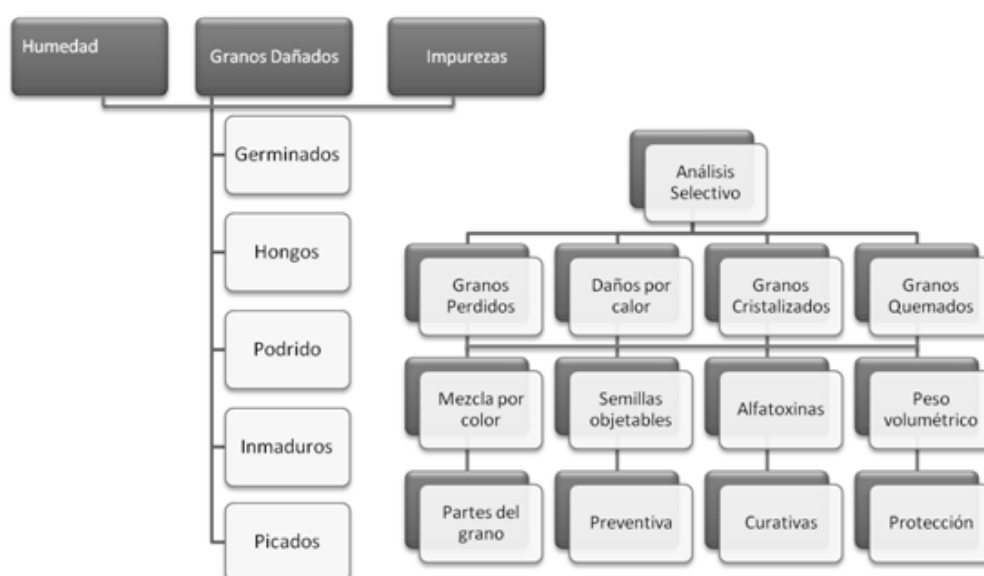 Humedad
Granos Dañados
Impurezas
Germinados
Hongos
Podrido
Inmaduros
Picados
Análisis
Selectivo
Granos
Perdidos
Daños por
calor
Granos
Cristalizados
Granos
Quemados
Mezcla por
color
Semillas
objetables
Alfatoxinas
Peso
volumétrico
Partes del
grano
Preventiva
Curativas
Protección